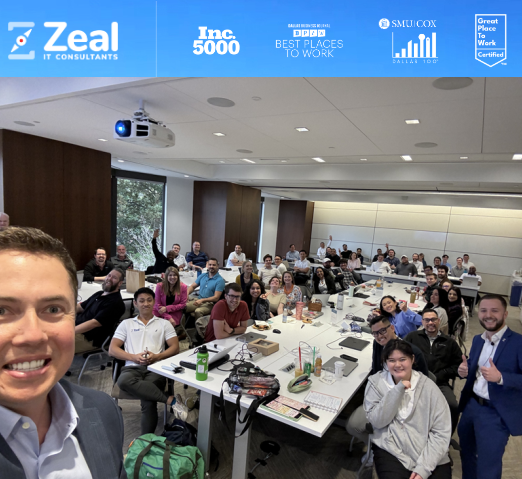 Zeal
IT CONSULTANTS
Inc.
5000
BEST PLACES
TO WORK
SMU COX
DALLAS 100
Great
Place
To
Work
Certified